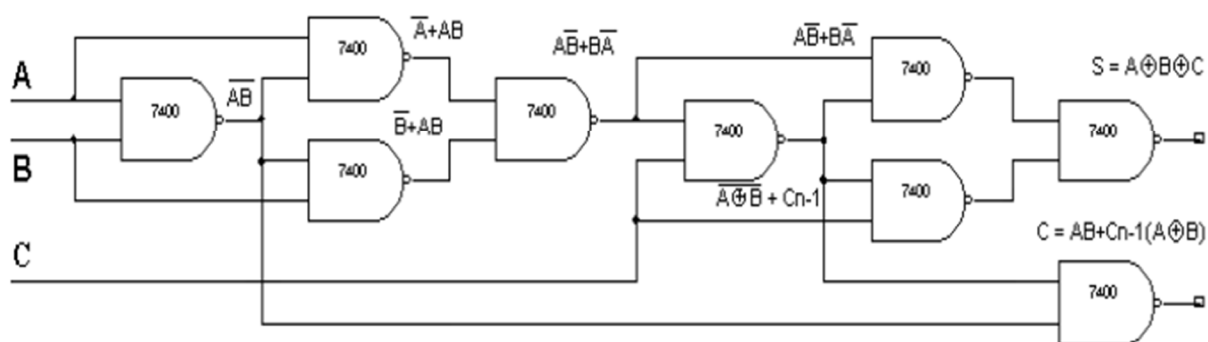 A
B
C
7400
A̅B̅
7400
A̅+AB
7400
B̅+AB
7400
AB̅+BA̅
7400
A̅⊕̅B̅ + Cn-1
AB̅+BA̅
7400
7400
7400
S = A⊕B⊕C
C = AB+Cn-1(A⊕B)
7400